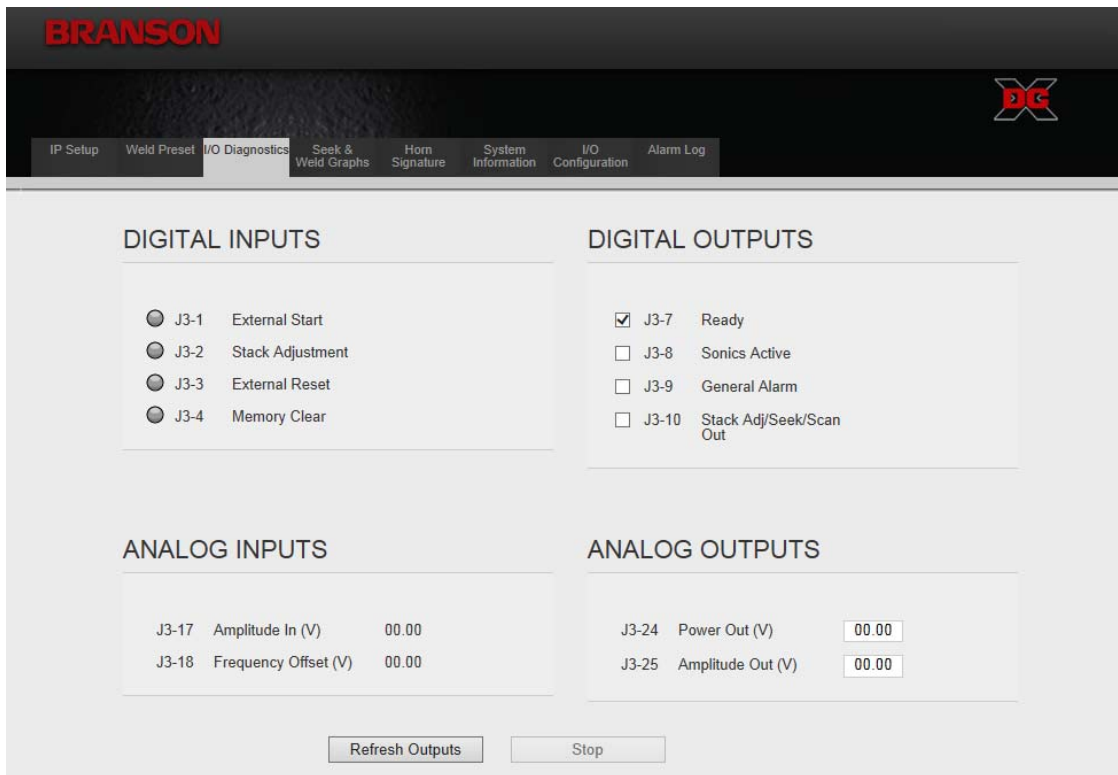 BRANSON
DG
IP Setup
Weld Preset
I/O Diagnostics
Seek &
Weld Graphs
Horn
Signature
System
Information
I/O
Configuration
Alarm Log
DIGITAL INPUTS
J3-1 External Start
J3-2 Stack Adjustment
J3-3 External Reset
J3-4 Memory Clear
DIGITAL OUTPUTS
J3-7 Ready
J3-8 Sonics Active
J3-9 General Alarm
J3-10 Stack Adj/Seek/Scan
Out
ANALOG INPUTS
J3-17 Amplitude In (V) 00.00
J3-18 Frequency Offset (V) 00.00
ANALOG OUTPUTS
J3-24 Power Out (V) 00.00
J3-25 Amplitude Out (V) 00.00
Refresh Outputs
Stop